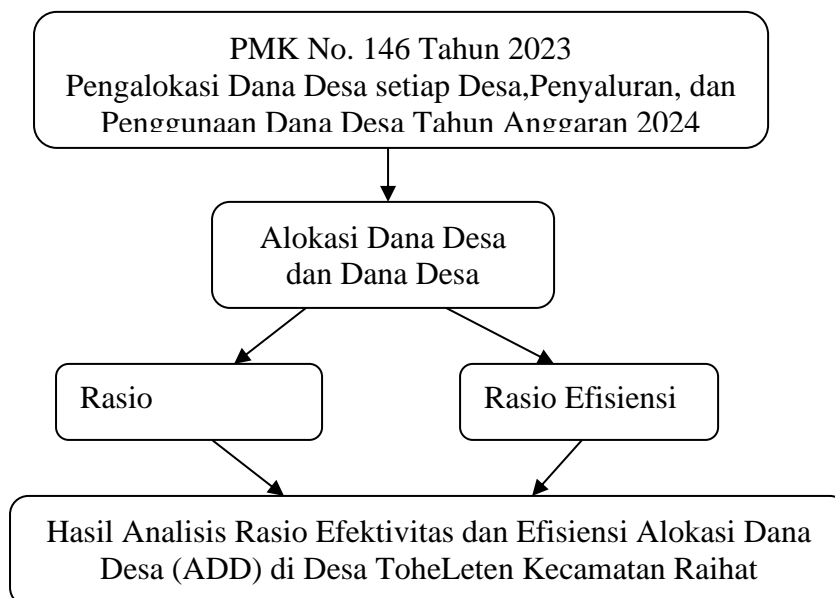 PMK No. 146 Tahun 2023
Pengalokasi Dana Desa setiap Desa,Penyaluran, dan
Penggunaan Dana Desa Tahun Anggaran 2024
Alokasi Dana Desa
dan Dana Desa
Rasio
Rasio Efisiensi
Hasil Analisis Rasio Efektivitas dan Efisiensi Alokasi Dana
Desa (ADD) di Desa ToheLeten Kecamatan Raihat